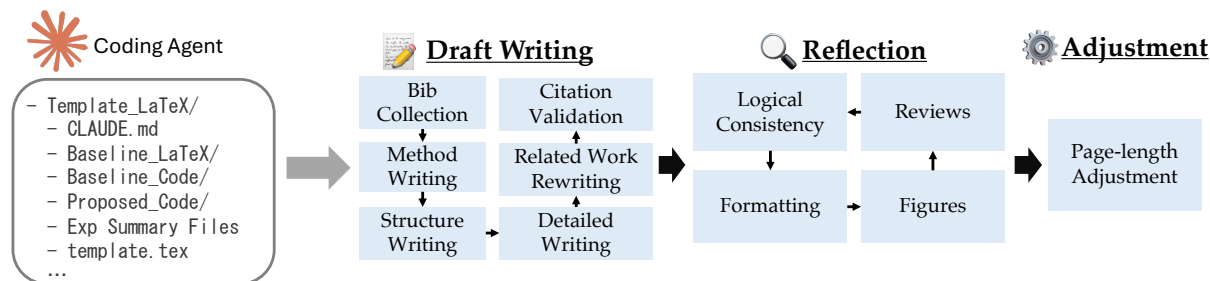 Coding Agent
- Template_LaTeX/
- CLAUDE.md
- Baseline_LaTeX/
- Baseline_Code/
- Proposed_Code/
- Exp Summary Files
- template.tex
...
Draft Writing
Bib
Collection
Method
Writing
Structure
Writing
Detailed
Writing
Related Work
Rewriting
Citation
Validation
Reflection
Logical
Consistency
Formatting
Figures
Reviews
Adjustment
Page-length
Adjustment